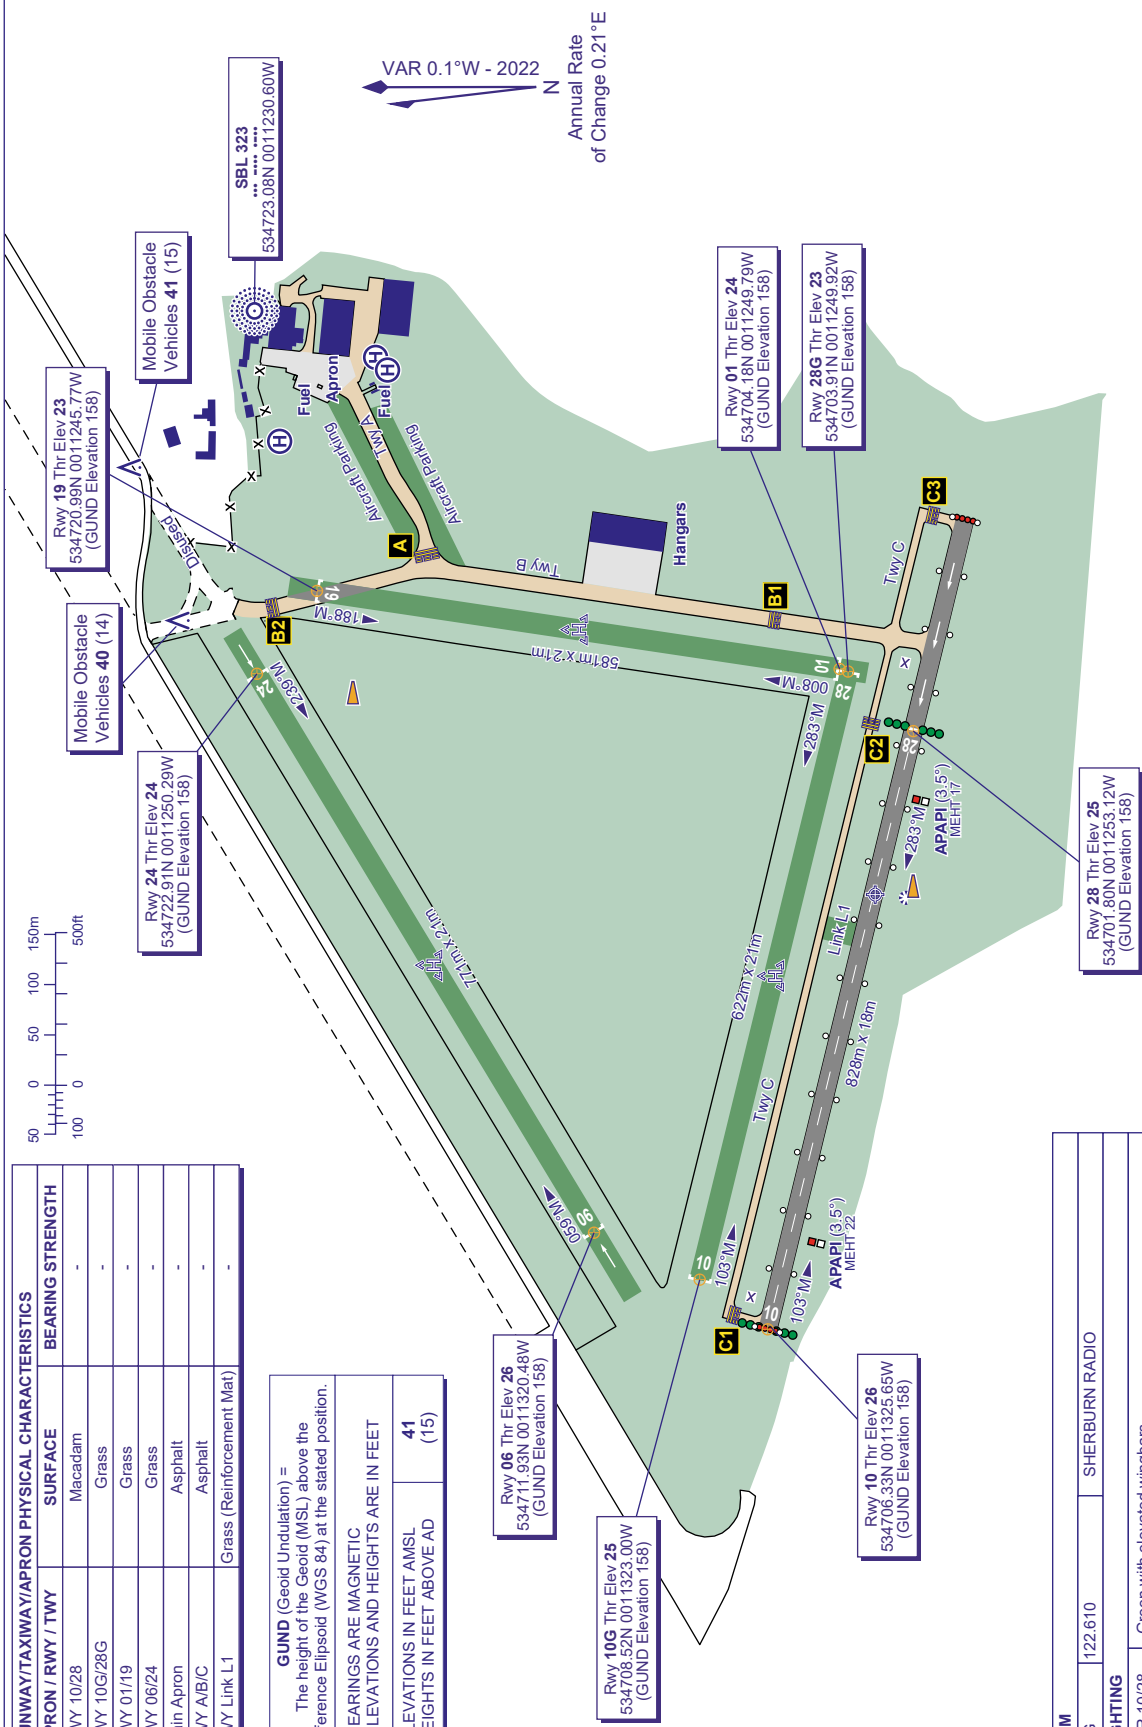 RUNWAY/TAXIWAY/APRON PHYSICAL CHARACTERISTICS
APRON / RWY / TWY SURFACE BEARING STRENGTH
RWY 10/28 Macadam -
RWY 10G/28G Grass -
RWY 01/19 Grass -
RWY 06/24 Grass -
Main Apron Asphalt -
TWY A/B/C Asphalt -
TWY Link L1 Grass (Reinforcement Mat) -
GUND (Geoid Undulation) =
The height of the Geoid (MSL) above the
Reference Elipsoid (WGS 84) at the stated position.
BEARINGS ARE MAGNETIC
ELEVATIONS AND HEIGHTS ARE IN FEET
ELEVATIONS IN FEET AMSL 41
HEIGHTS IN FEET ABOVE AD (15)
50 0 50 100 150m
100 0 500ft
Mobile Obstacle
Vehicles 40 (14)
Rwy 19 Thr Elev 23
534720.99N 0011245.77W
(GUND Elevation 158)
Mobile Obstacle
Vehicles 41 (15)
SBL 323
534723.08N 0011230.60W
VAR 0.1°W - 2022
N
Annual Rate
of Change 0.21°E
Rwy 24 Thr Elev 24
534722.91N 0011250.29W
(GUND Elevation 158)
Rwy 01 Thr Elev 24
534704.18N 0011249.79W
(GUND Elevation 158)
Rwy 28G Thr Elev 23
534703.91N 0011249.92W
(GUND Elevation 158)
Rwy 28 Thr Elev 25
534701.80N 0011253.12W
(GUND Elevation 158)
Rwy 06 Thr Elev 26
534711.93N 0011320.48W
(GUND Elevation 158)
Rwy 10G Thr Elev 25
534708.52N 0011323.00W
(GUND Elevation 158)
Rwy 10 Thr Elev 26
534706.33N 0011325.65W
(GUND Elevation 158)
Disused
Fuel
Apron
Fuel
H
H
H
Aircraft Parking
Twy A
Aircraft Parking
A
B2
19
188°M
24
239°M
Twy B
Hangars
B1
581m x 21m
H
771m x 21m
H
01
008°M
28
283°M
C2
C3
Twy C
x
28
283°M
APAPI (3.5°)
MEHT 17
Link L1
622m x 21m
H
828m x 18m
Twy C
059°M
06
10
103°M
x
C1
10
103°M
APAPI (3.5°)
MEHT 22
122.610 SHERBURN RADIO
LIGHTING